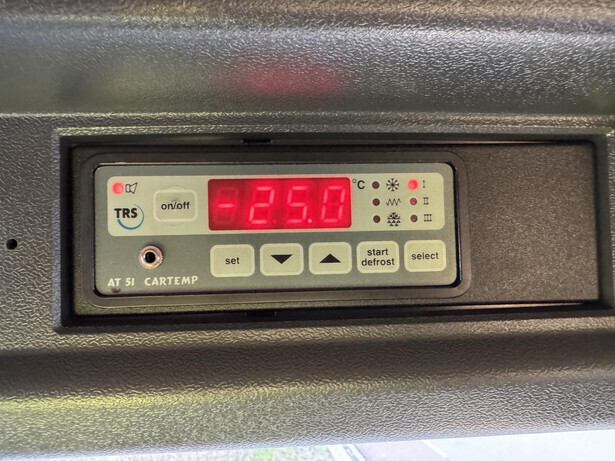 -25.0
°C
I
II
III
on/off
TRS
set
start
defrost
select
AT 51 CARTEMP